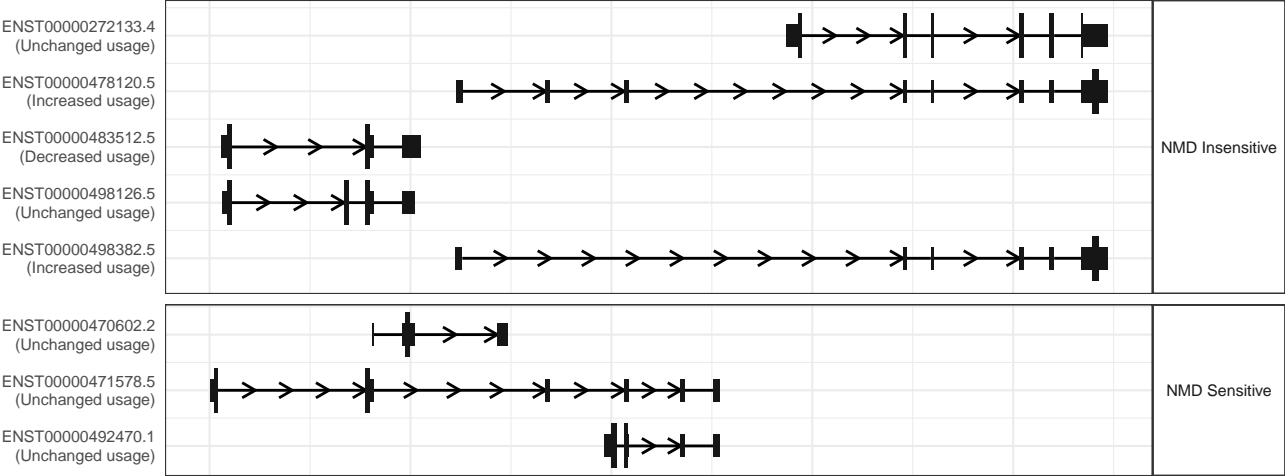 ENST00000272133.4
(Unchanged usage)
ENST00000478120.5
(Increased usage)
ENST00000483512.5
(Decreased usage)
ENST00000498126.5
(Unchanged usage)
ENST00000498382.5
(Increased usage)
NMD Insensitive
ENST00000470602.2
(Unchanged usage)
ENST00000471578.5
(Unchanged usage)
ENST00000492470.1
(Unchanged usage)
NMD Sensitive